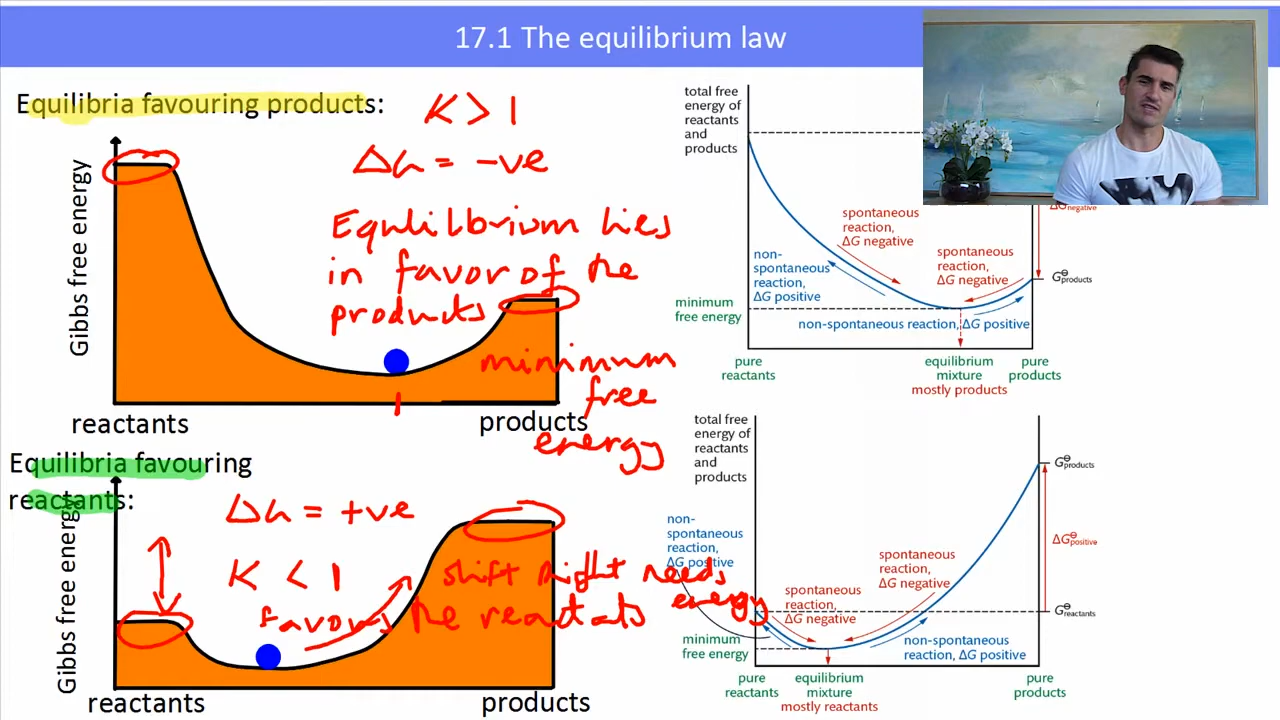 17.1 The equilibrium law
Equilibria favouring products:
K > 1
ΔG = -ve
Equilibrium lies
in favor of the
products
minimum
free
energy
Gibbs free energy
reactants
products
Equilibria favouring
reactants:
ΔG = +ve
K < 1
shift right needs
energy
favours the reactats
Gibbs free energy
reactants
products
total free
energy of
reactants
and
products
spontaneous
reaction,
ΔG negative
non-
spontaneous
reaction,
ΔG positive
spontaneous
reaction,
ΔG negative
minimum
free energy
non-spontaneous reaction, ΔG positive
negative
G⊖products
pure
reactants
equilibrium
mixture
mostly products
pure
products
total free
energy of
reactants
and
products
G⊖products
non-
spontaneous
reaction,
ΔG positive
ΔG⊖positive
spontaneous
reaction,
ΔG negative
spontaneous
reaction,
ΔG negative
G⊖reactants
minimum
free energy
non-spontaneous
reaction, ΔG positive
pure
reactants
equilibrium
mixture
mostly reactants
pure
products